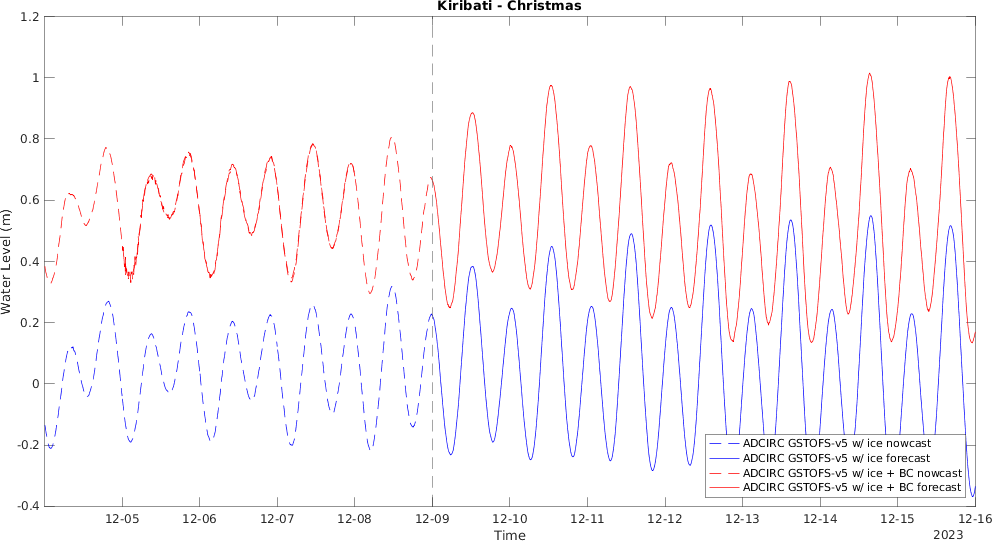 Kiribati - Christmas
1.2
1
0.8
0.6
0.4
0.2
0
-0.2
-0.4
Water Level (m)
ADCIRC GSTOFS-v5 w/ ice nowcast
ADCIRC GSTOFS-v5 w/ ice forecast
ADCIRC GSTOFS-v5 w/ ice + BC nowcast
ADCIRC GSTOFS-v5 w/ ice + BC forecast
12-05 12-06 12-07 12-08 12-09 12-10 12-11 12-12 12-13 12-14 12-15 12-16
Time
2023